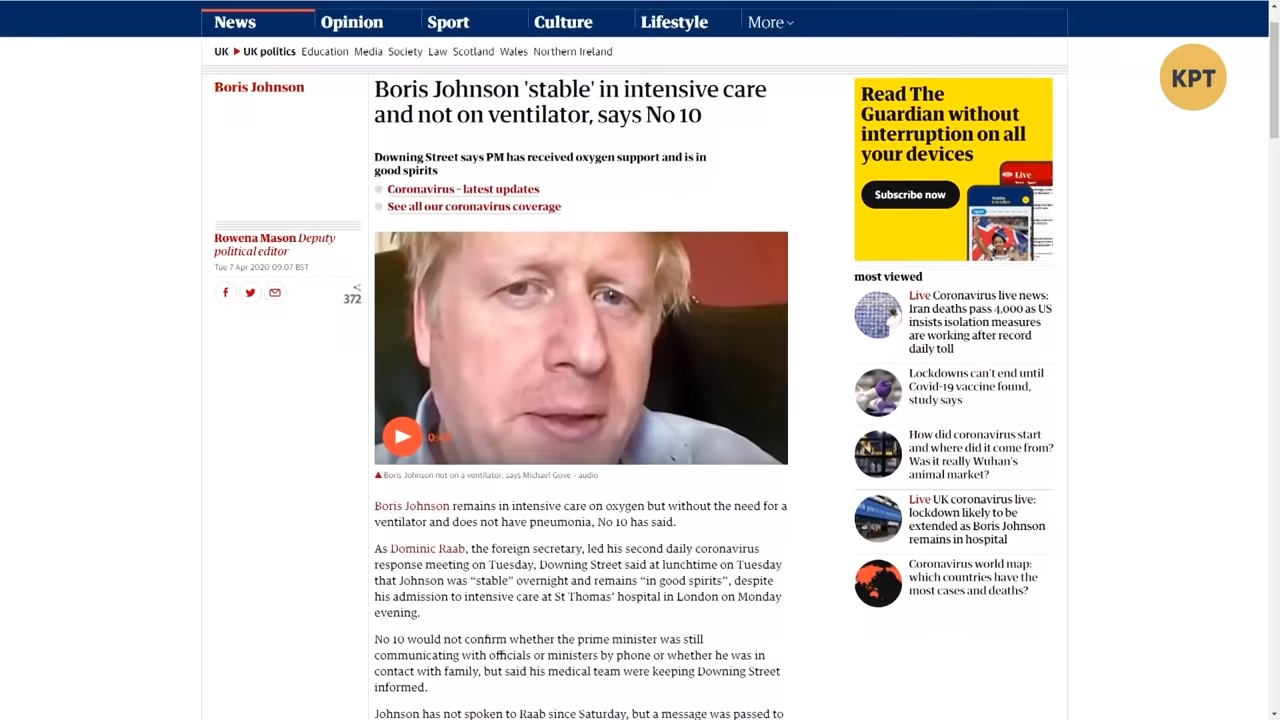 News
Opinion
Sport
Culture
Lifestyle
More
UK
UK politics
Education
Media
Society
Law
Scotland
Wales
Northern Ireland
KPT
Boris Johnson
Boris Johnson 'stable' in intensive care
and not on ventilator, says No 10
Downing Street says PM has received oxygen support and is in
good spirits
Coronavirus – latest updates
See all our coronavirus coverage
Rowena Mason Deputy
political editor
Tue 7 Apr 2020 09.07 BST
372
Boris Johnson not on a ventilator, says Michael Gove – audio
Boris Johnson remains in intensive care on oxygen but without the need for a
ventilator and does not have pneumonia, No 10 has said.
As Dominic Raab, the foreign secretary, led his second daily coronavirus
response meeting on Tuesday, Downing Street said at lunchtime on Tuesday
that Johnson was “stable” overnight and remains “in good spirits”, despite
his admission to intensive care at St Thomas’ hospital in London on Monday
evening.
No 10 would not confirm whether the prime minister was still
communicating with officials or ministers by phone or whether he was in
contact with family, but said his medical team were keeping Downing Street
informed.
Johnson has not spoken to Raab since Saturday, but a message was passed to
Read The
Guardian without
interruption on all
your devices
Subscribe now
Live
most viewed
Live Coronavirus live news:
Iran deaths pass 4,000 as US
insists isolation measures
are working after record
daily toll
Lockdowns can't end until
Covid-19 vaccine found,
study says
How did coronavirus start
and where did it come from?
Was it really Wuhan's
animal market?
Live UK coronavirus live:
lockdown likely to be
extended as Boris Johnson
remains in hospital
Coronavirus world map:
which countries have the
most cases and deaths?